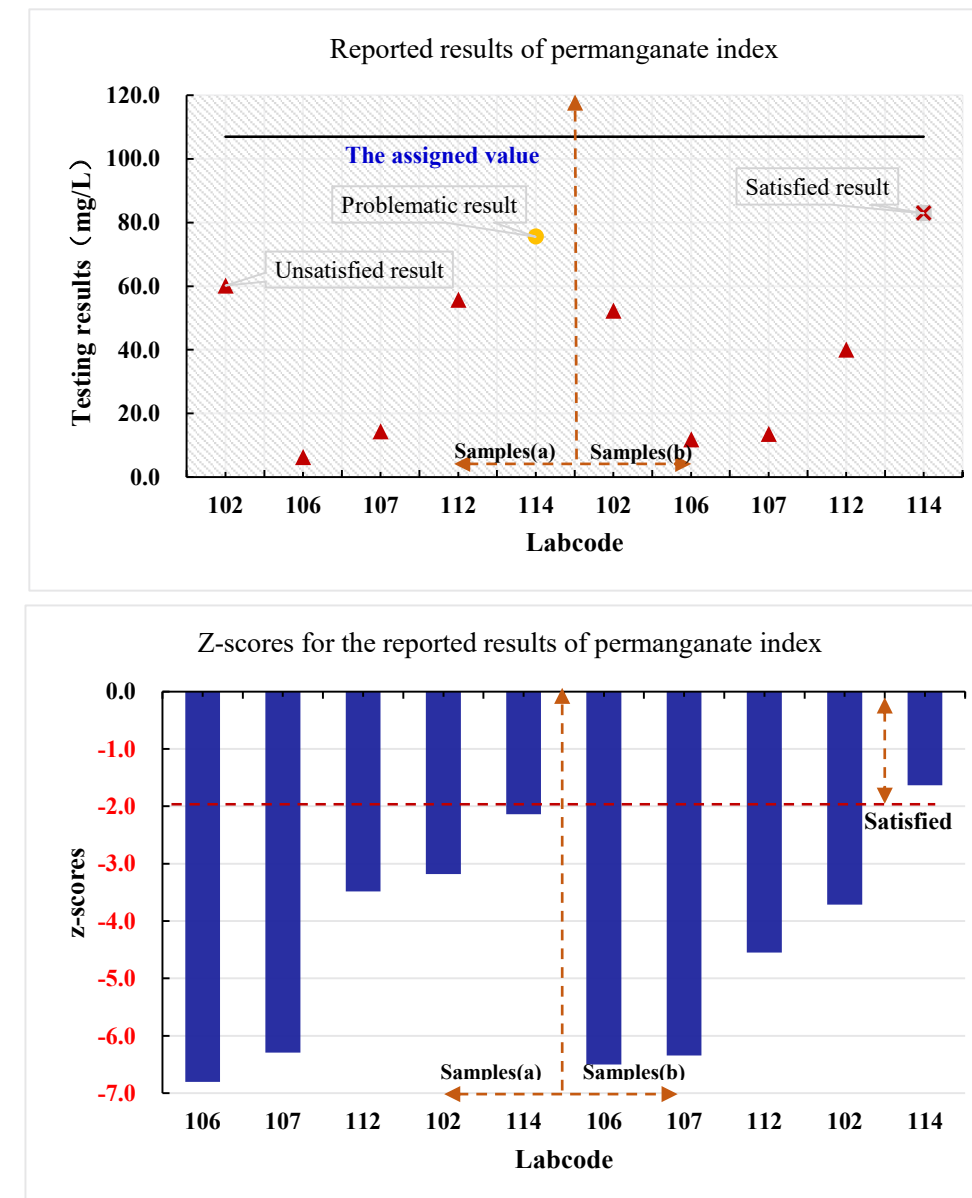 Reported results of permanganate index
Testing results（mg/L）
120.0
100.0
80.0
60.0
40.0
20.0
0.0
The assigned value
Satisfied result
Problematic result
Unsatisfied result
Samples(a) Samples(b)
102 106 107 112 114 102 106 107 112 114
Labcode
Z-scores for the reported results of permanganate index
z-scores
0.0
-1.0
-2.0
-3.0
-4.0
-5.0
-6.0
-7.0
Satisfied
Samples(a) Samples(b)
106 107 112 102 114 106 107 112 102 114
Labcode